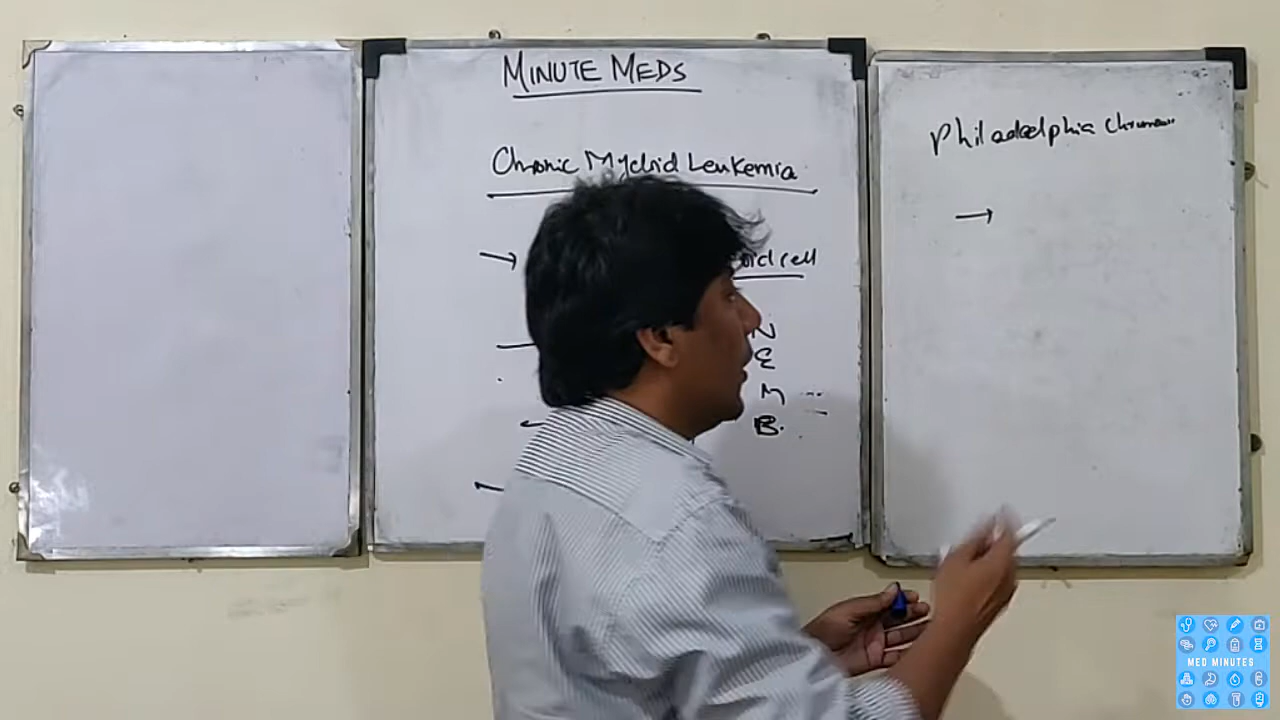 MINUTE MEDS
Chronic Myeloid Leukemia
→
oid cell
N
E
M
B.
Philadelphia Chromo
→
MED MINUTES